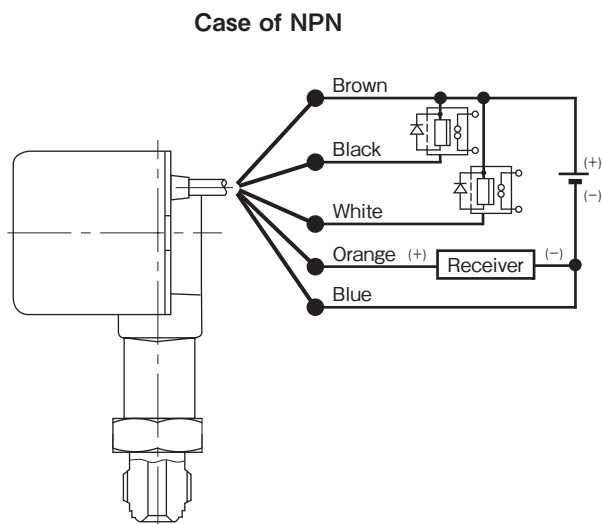 Case of NPN
Brown
Black
(+)
(−)
White
Orange (+) Receiver (−)
Blue